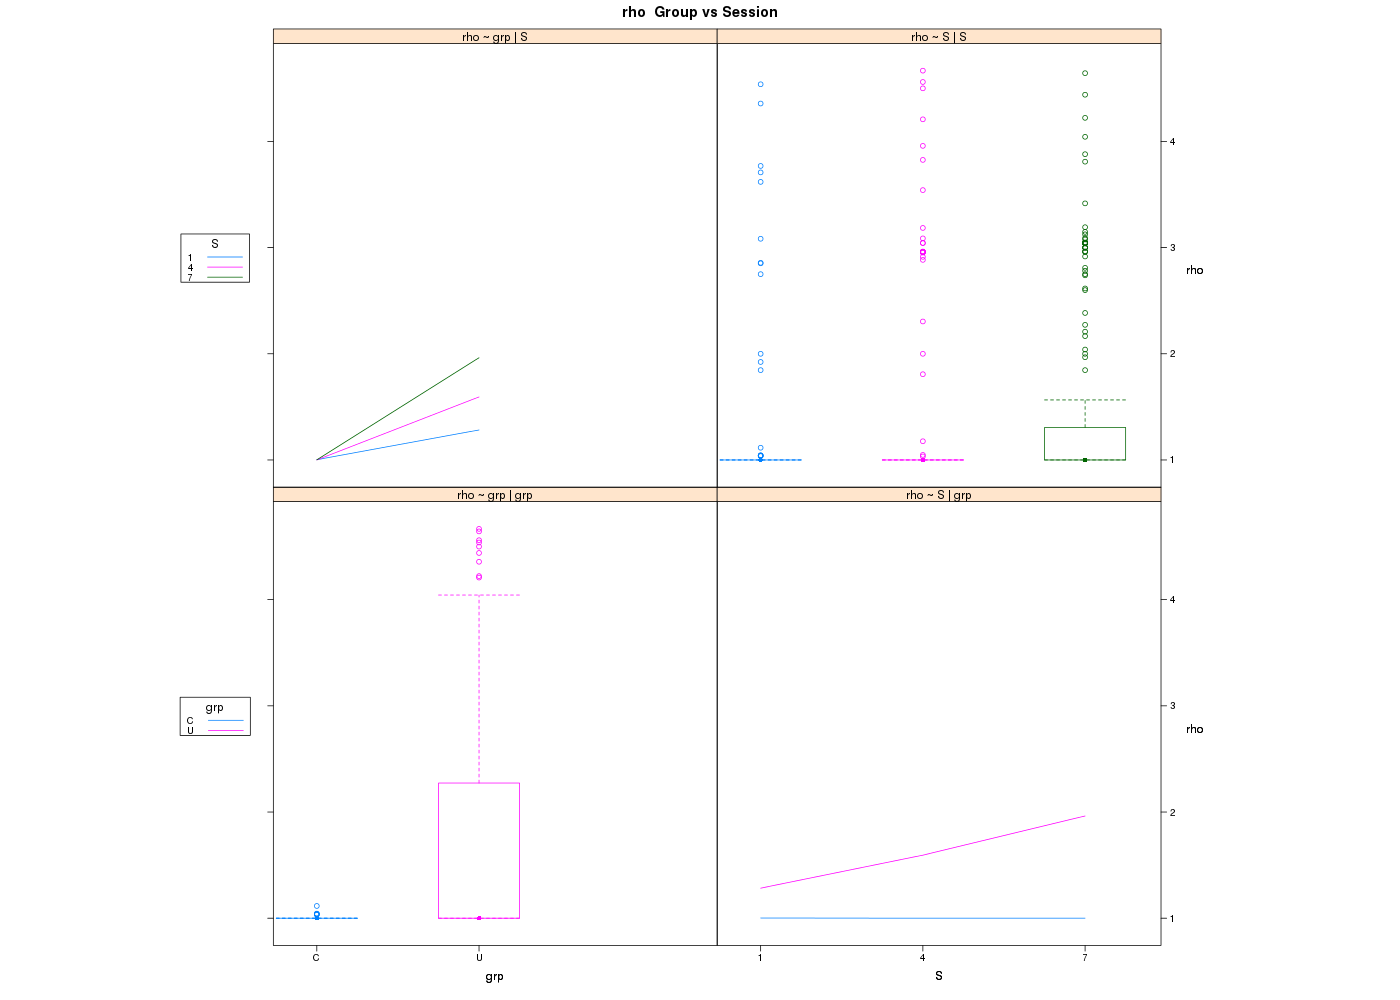 rho  Group vs Session
rho ~ grp | S
rho ~ S | S
4
3
2
1
rho
S
1
4
7
rho ~ grp | grp
rho ~ S | grp
4
3
2
1
rho
grp
C
U
C
U
1
4
7
grp
S